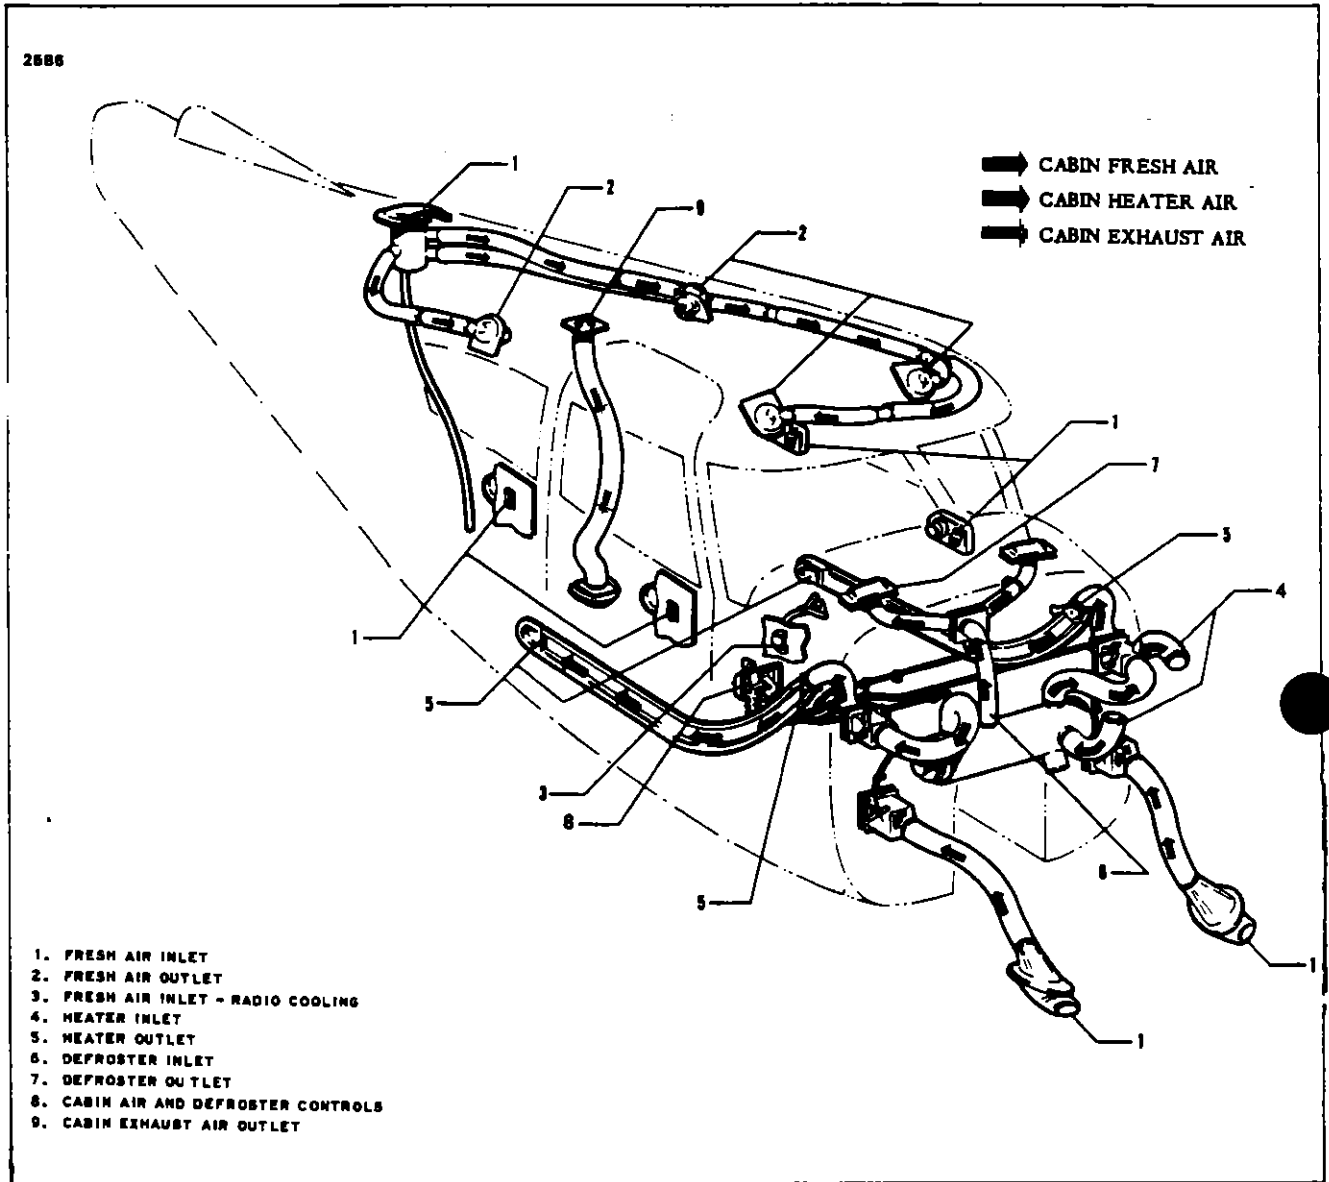 2686
1
2
9
2
CABIN FRESH AIR
CABIN HEATER AIR
CABIN EXHAUST AIR
1
7
5
4
1
5
3
8
5
6
1
1
1. FRESH AIR INLET
2. FRESH AIR OUTLET
3. FRESH AIR INLET - RADIO COOLING
4. HEATER INLET
5. HEATER OUTLET
6. DEFROSTER INLET
7. DEFROSTER OUTLET
8. CABIN AIR AND DEFROSTER CONTROLS
9. CABIN EXHAUST AIR OUTLET